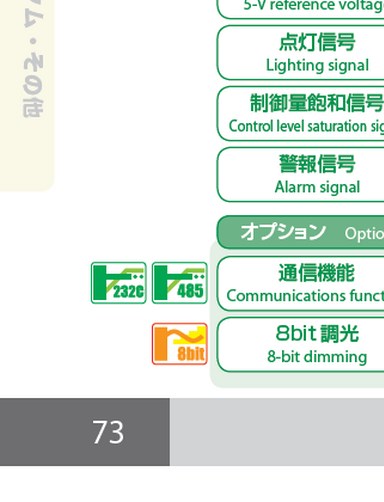 ム・その他
5-V reference voltag
点灯信号
Lighting signal
制御量飽和信号
Control level saturation sig
警報信号
Alarm signal
オプション Optio
通信機能
Communications funct
232C
485
8bit 調光
8-bit dimming
8bit
73